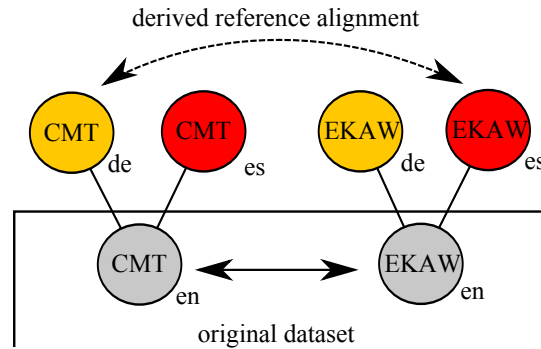 derived reference alignment
CMT CMT EKAW EKAW
de es de es
CMT EKAW
en en
original dataset